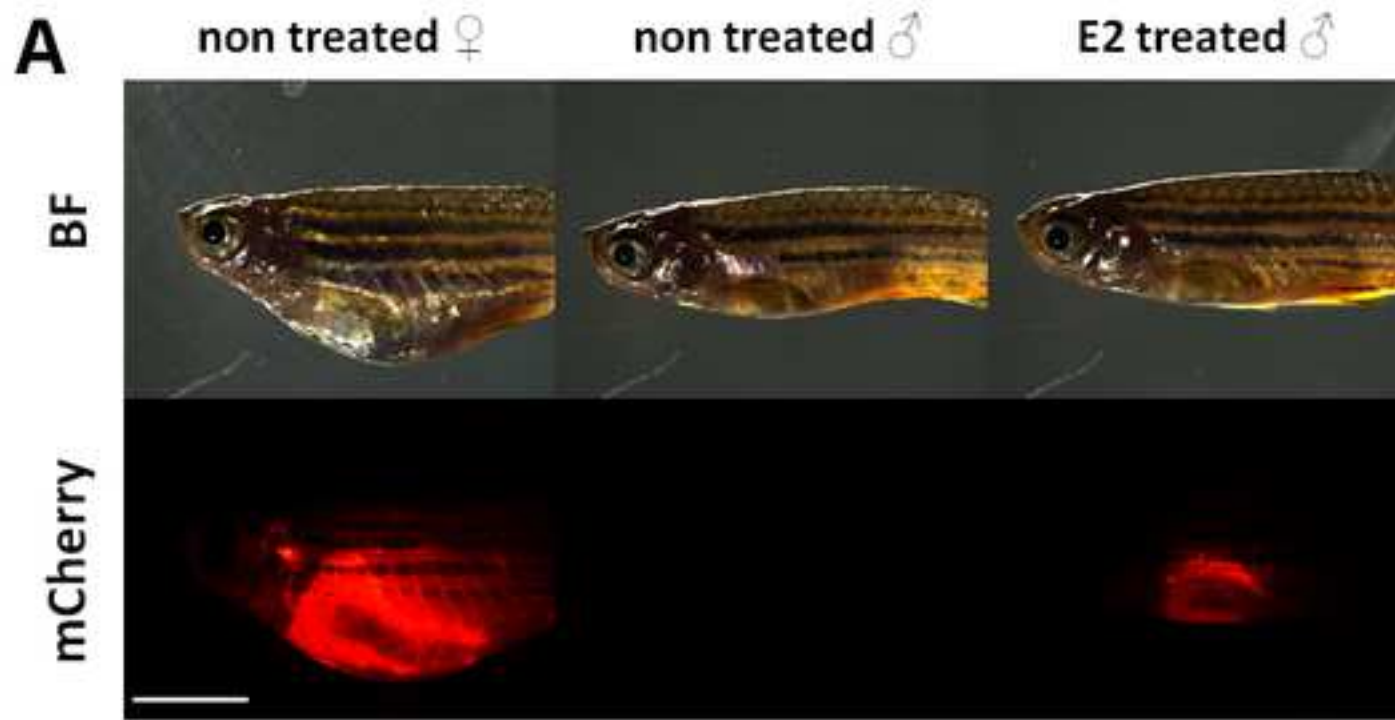 A
non treated ♀ non treated ♂ E2 treated ♂
BF
mCherry